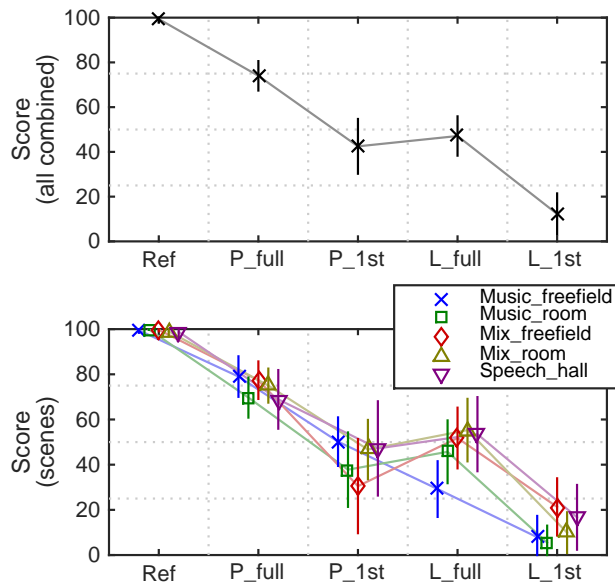 Score
(all combined)
100
80
60
40
20
0
Ref P_full P_1st L_full L_1st
Music_freefield
Music_room
Mix_freefield
Mix_room
Speech_hall
Score
(scenes)
100
80
60
40
20
0
Ref P_full P_1st L_full L_1st